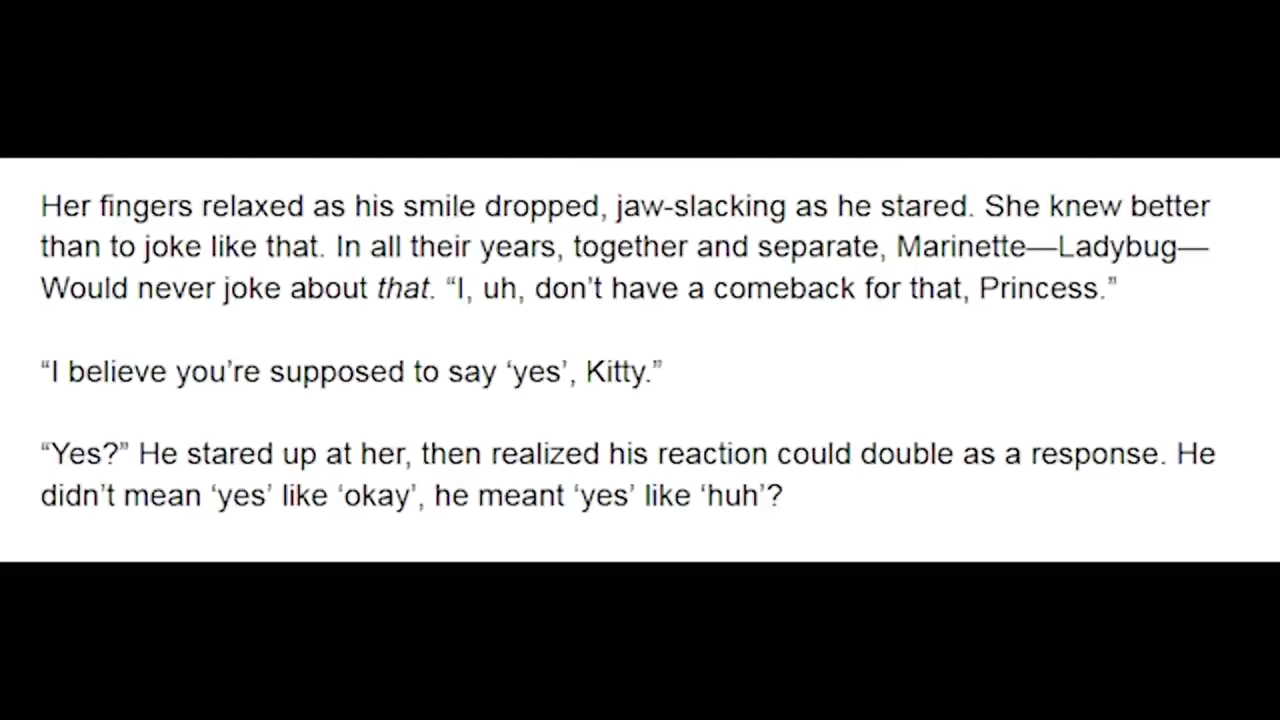 Her fingers relaxed as his smile dropped, jaw-slacking as he stared. She knew better
than to joke like that. In all their years, together and separate, Marinette—Ladybug—
Would never joke about that. “I, uh, don’t have a comeback for that, Princess.”
“I believe you’re supposed to say ‘yes’, Kitty.”
“Yes?” He stared up at her, then realized his reaction could double as a response. He
didn’t mean ‘yes’ like ‘okay’, he meant ‘yes’ like ‘huh’?